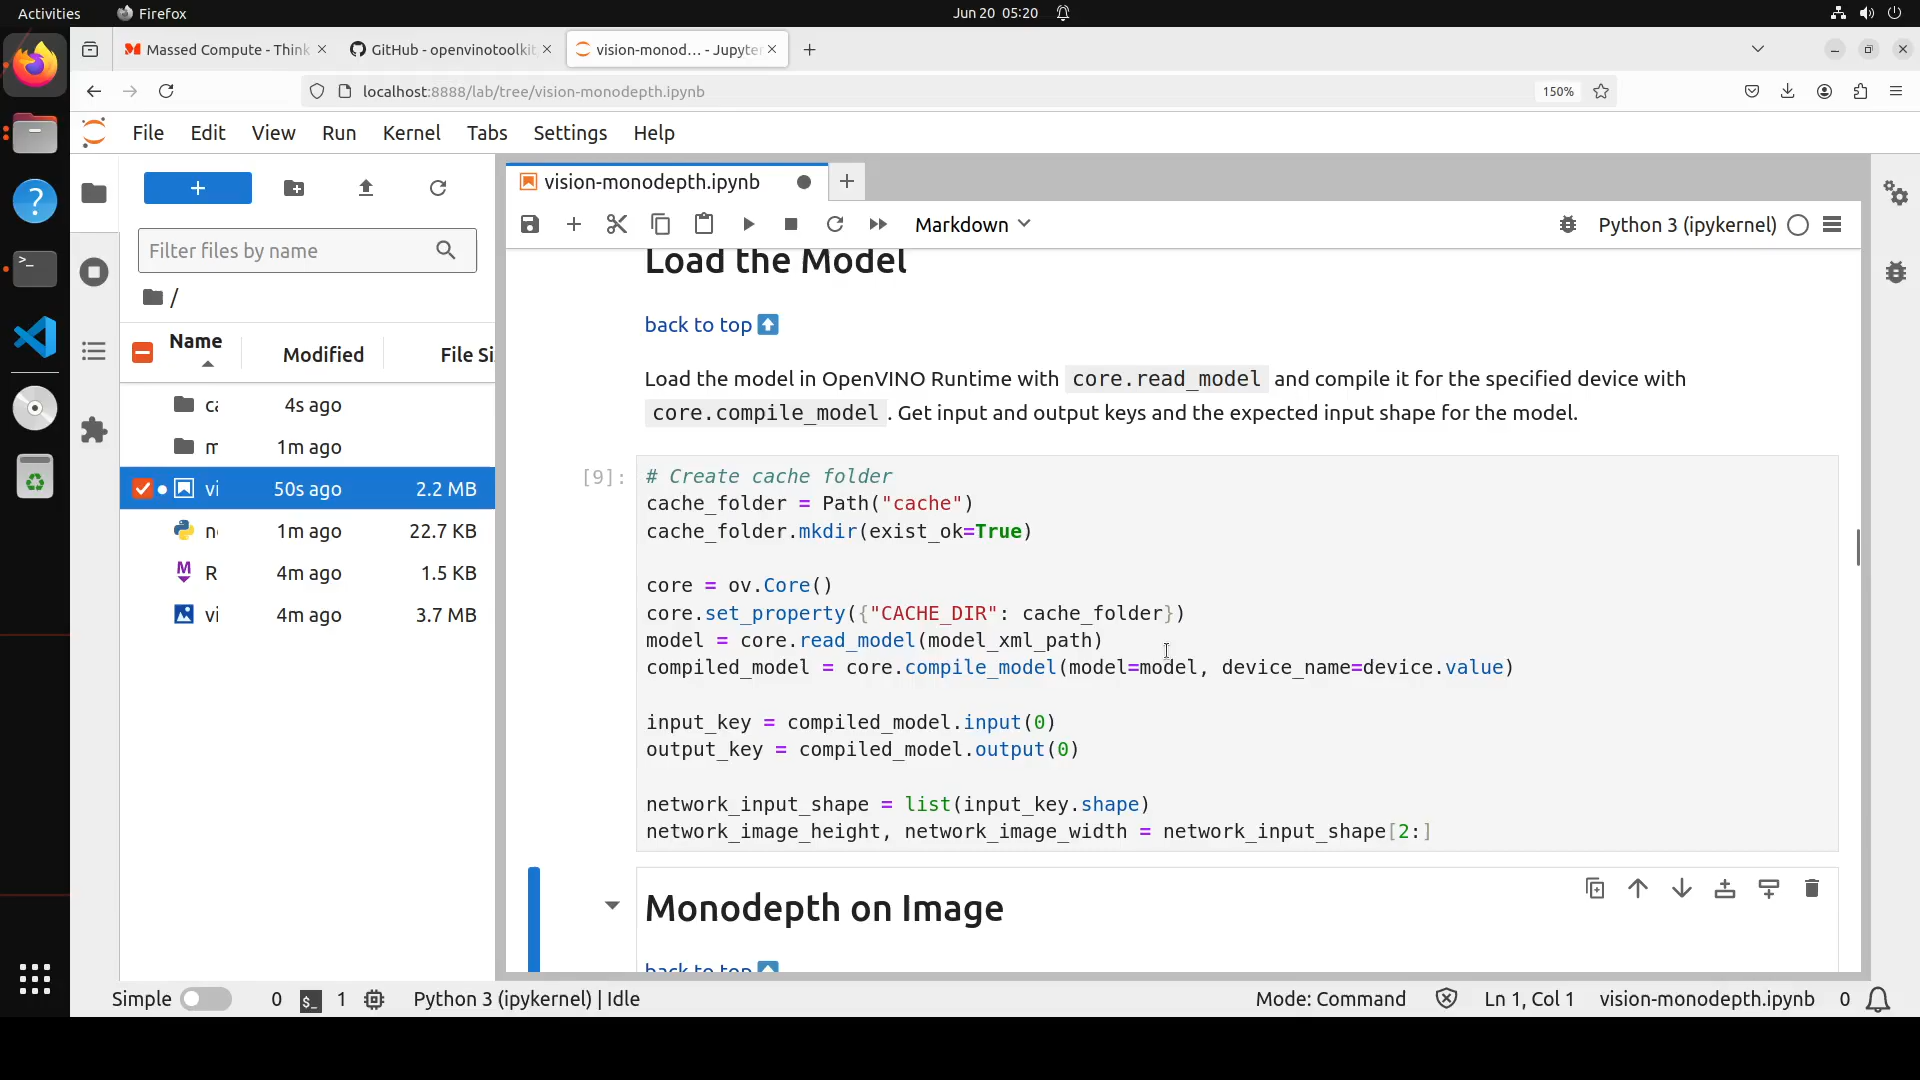 Activities
Firefox
Jun 20 05:20
Massed Compute - Think
GitHub - openvinotoolkit
vision-monod… - Jupyter
localhost:8888/lab/tree/vision-monodepth.ipynb
150%
File
Edit
View
Run
Kernel
Tabs
Settings
Help
vision-monodepth.ipynb
Markdown
Python 3 (ipykernel)
Filter files by name
/
Name
Modified
File Si
ca
4s ago
m
1m ago
vi
50s ago
2.2 MB
1m ago
22.7 KB
R
4m ago
1.5 KB
vi
4m ago
3.7 MB
Load the Model
back to top
Load the model in OpenVINO Runtime with core.read_model and compile it for the specified device with
core.compile_model . Get input and output keys and the expected input shape for the model.
[9]:
# Create cache folder
cache_folder = Path("cache")
cache_folder.mkdir(exist_ok=True)
core = ov.Core()
core.set_property({"CACHE_DIR": cache_folder})
model = core.read_model(model_xml_path)
compiled_model = core.compile_model(model=model, device_name=device.value)
input_key = compiled_model.input(0)
output_key = compiled_model.output(0)
network_input_shape = list(input_key.shape)
network_image_height, network_image_width = network_input_shape[2:]
Monodepth on Image
back to top
Simple
0
1
Python 3 (ipykernel) | Idle
Mode: Command
Ln 1, Col 1
vision-monodepth.ipynb
0